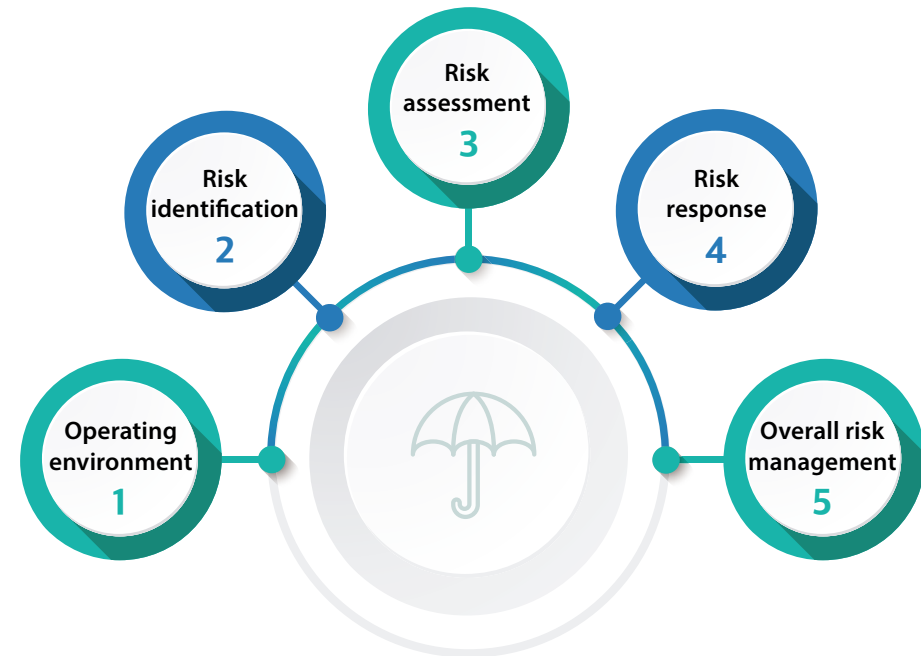 Operating
environment
1
Risk
identification
2
Risk
assessment
3
Risk
response
4
Overall risk
management
5